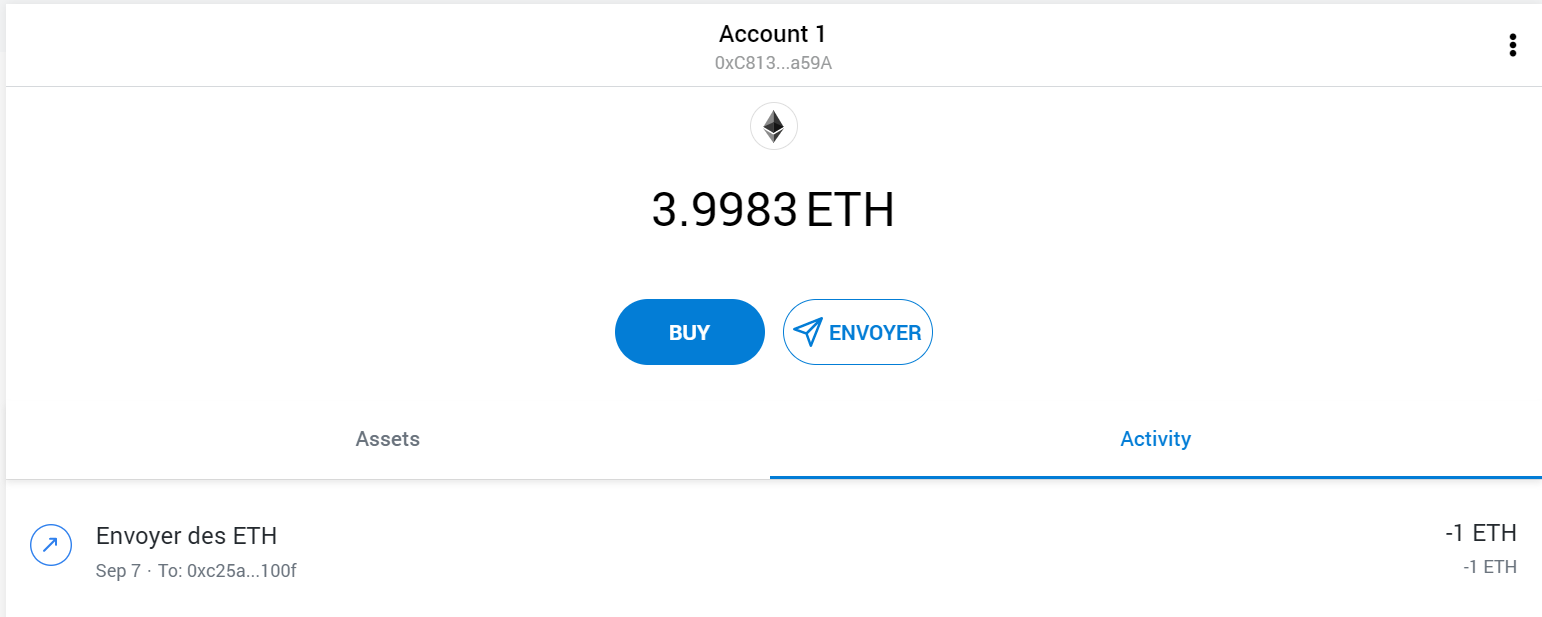 Account 1
0xC813...a59A
3.9983 ETH
BUY
ENVOYER
Assets
Activity
Envoyer des ETH
-1 ETH
Sep 7 · To: 0xc25a...100f
-1 ETH